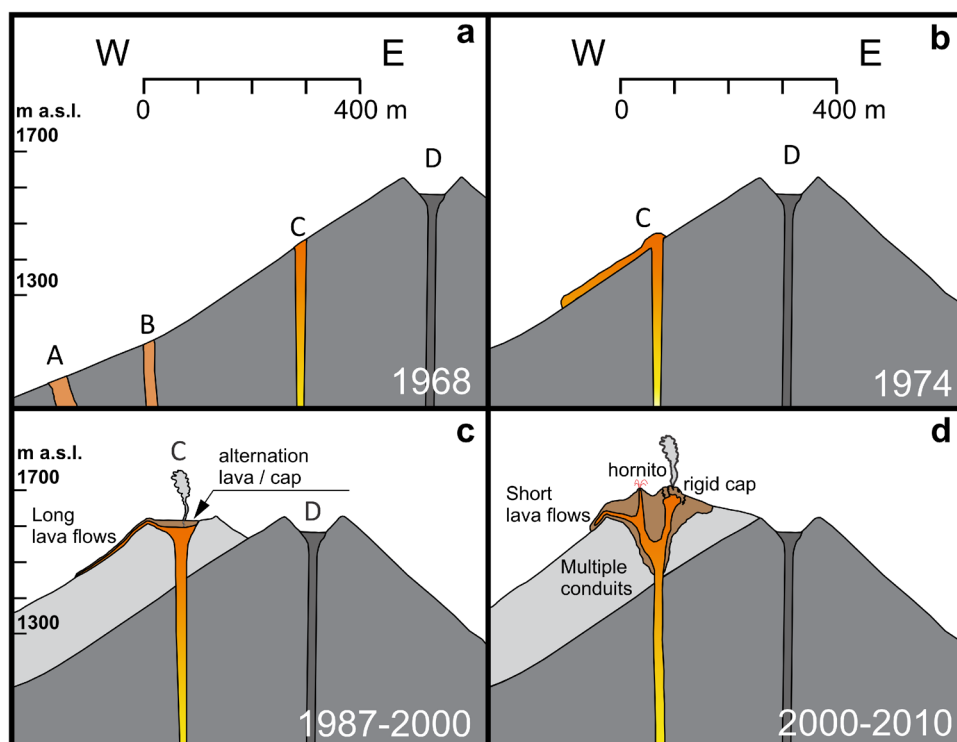 a
W E
0 400 m
m a.s.l.
1700
D
C
1300
B
A
1968
b
W E
0 400 m
D
C
1974
c
m a.s.l.
C
alternation
lava / cap
1700
Long
lava flows
D
1300
1987-2000
d
hornito
rigid cap
Short
lava flows
Multiple
conduits
2000-2010